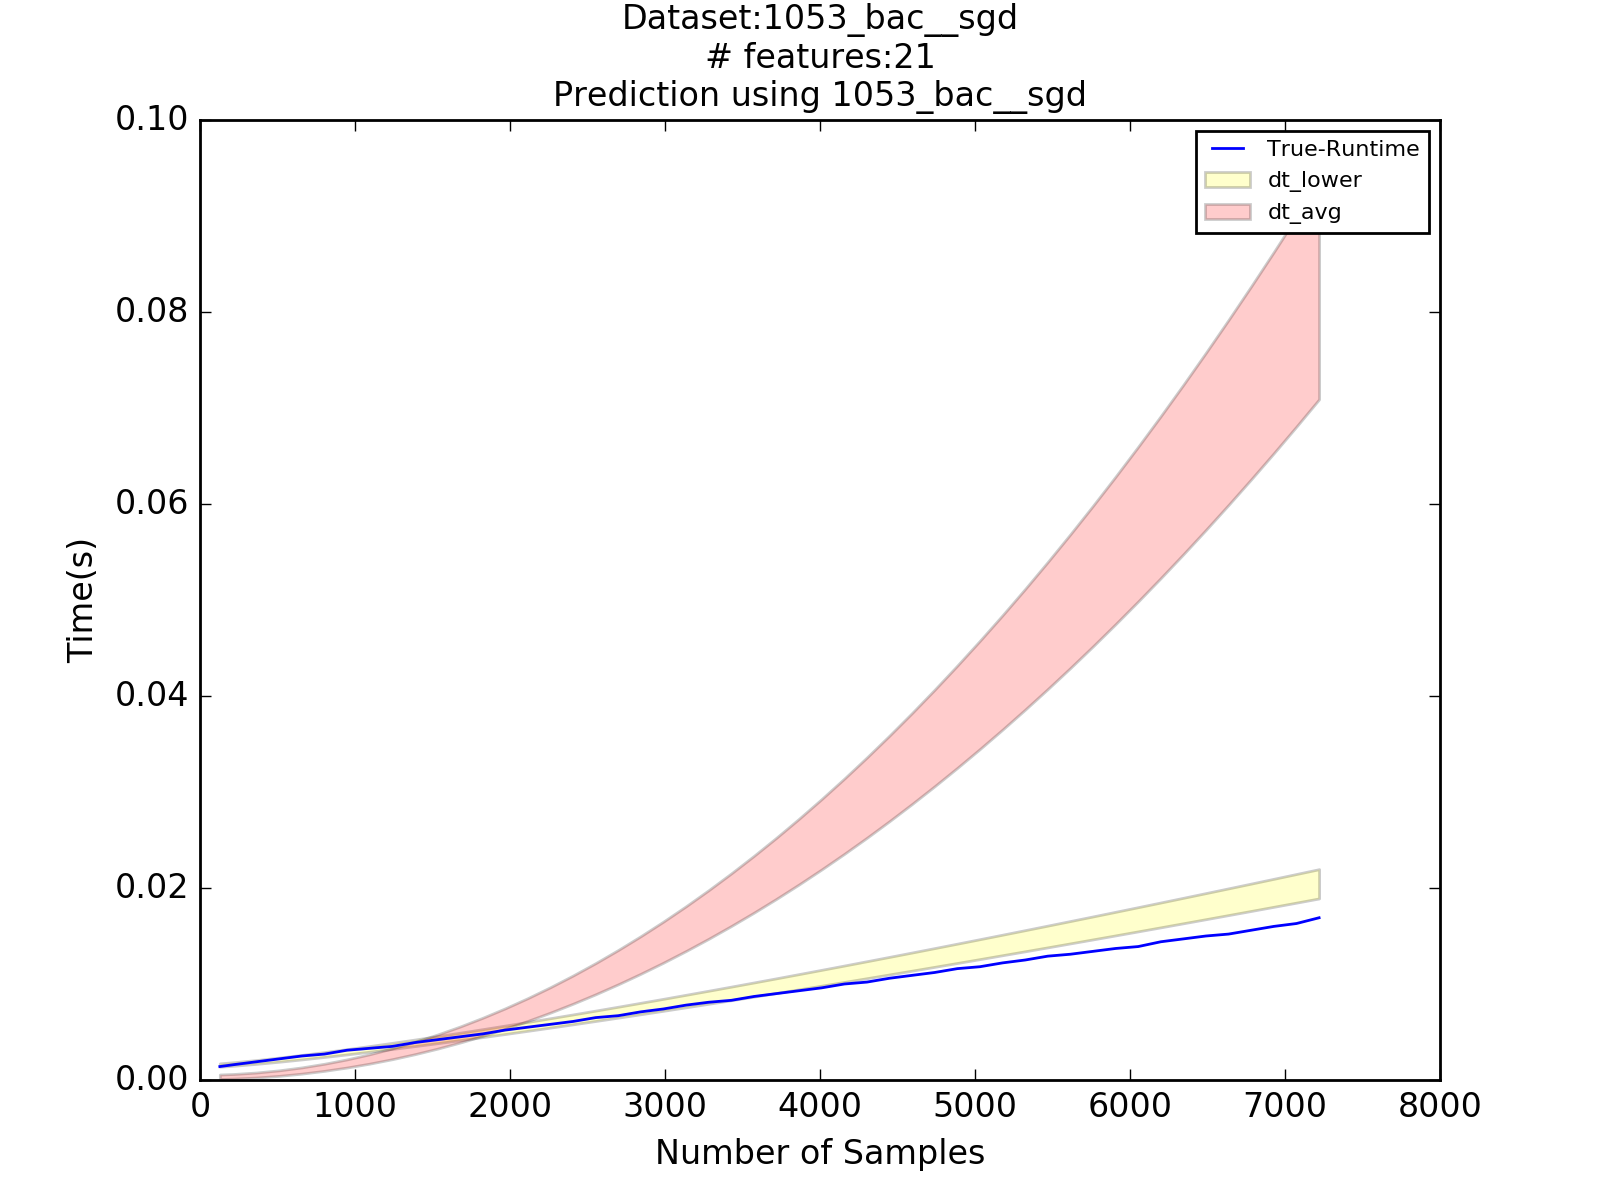 Dataset:1053_bac__sgd
# features:21
Prediction using 1053_bac__sgd
True-Runtime
dt_lower
dt_avg
0.10
0.08
0.06
0.04
0.02
0.00
Time(s)
0 1000 2000 3000 4000 5000 6000 7000 8000
Number of Samples